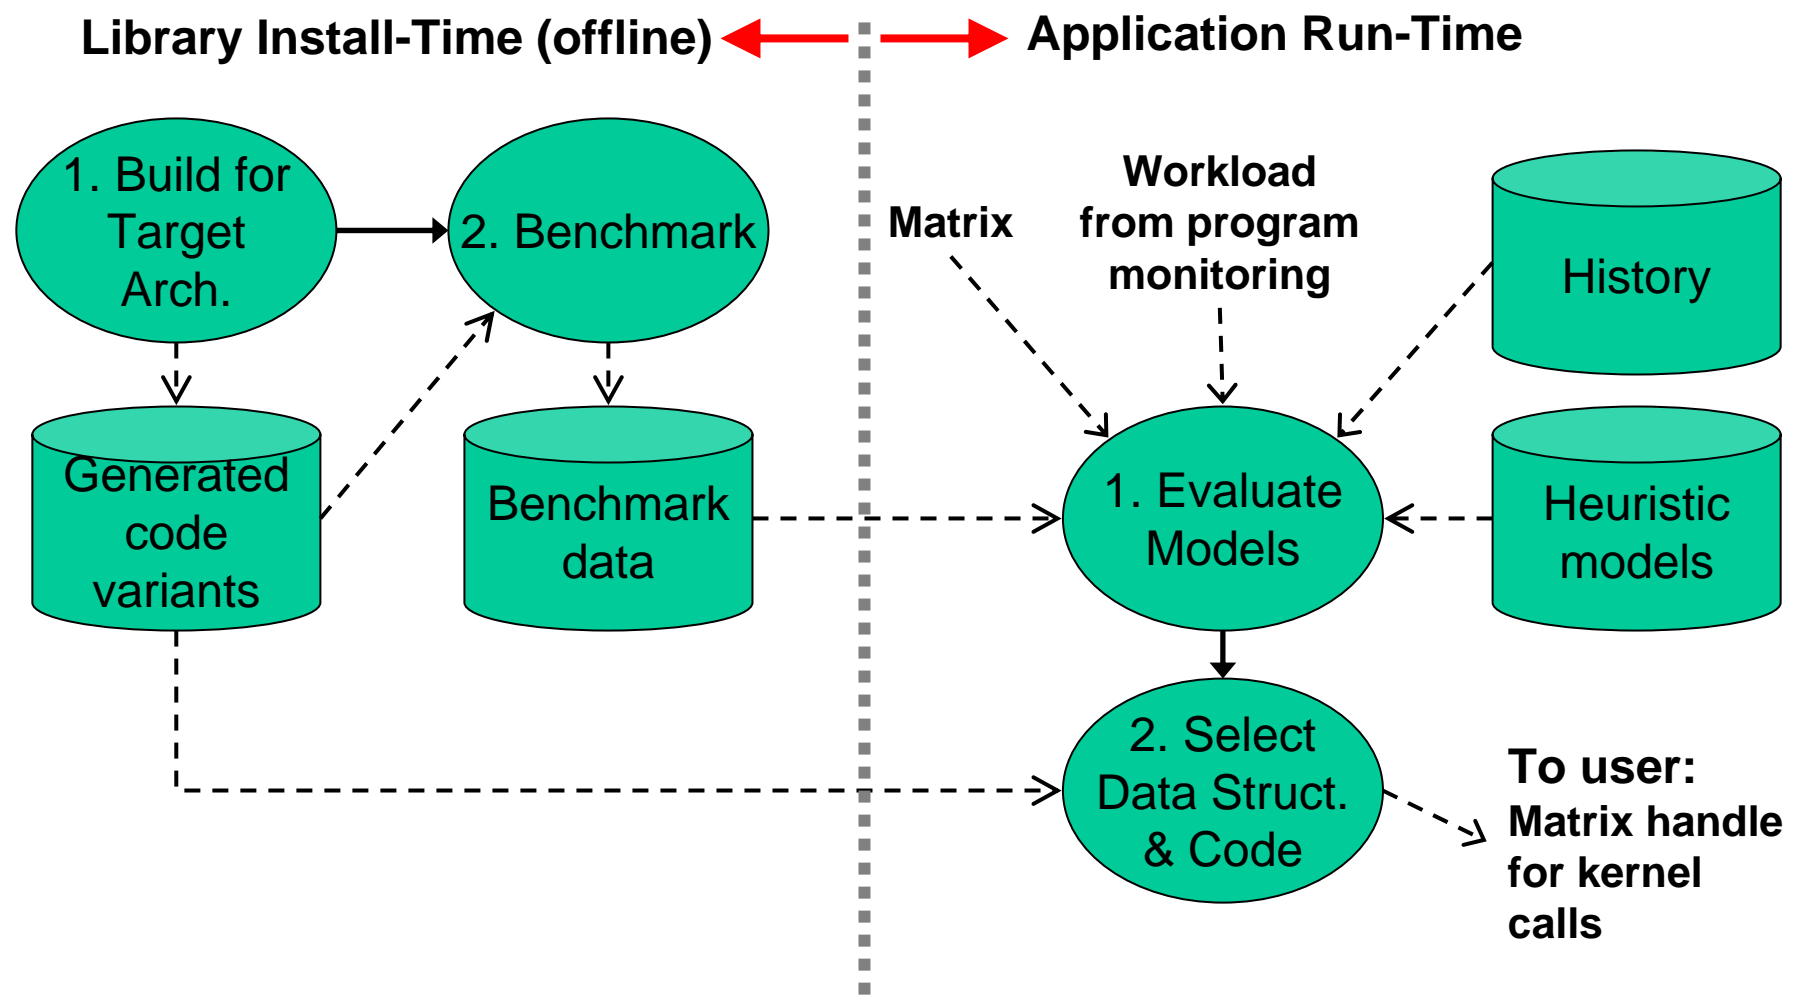 Library Install-Time (offline)
Application Run-Time
1. Build for
Target
Arch.
2. Benchmark
Generated
code
variants
Benchmark
data
Matrix
Workload
from program
monitoring
History
1. Evaluate
Models
Heuristic
models
2. Select
Data Struct.
& Code
To user:
Matrix handle
for kernel
calls